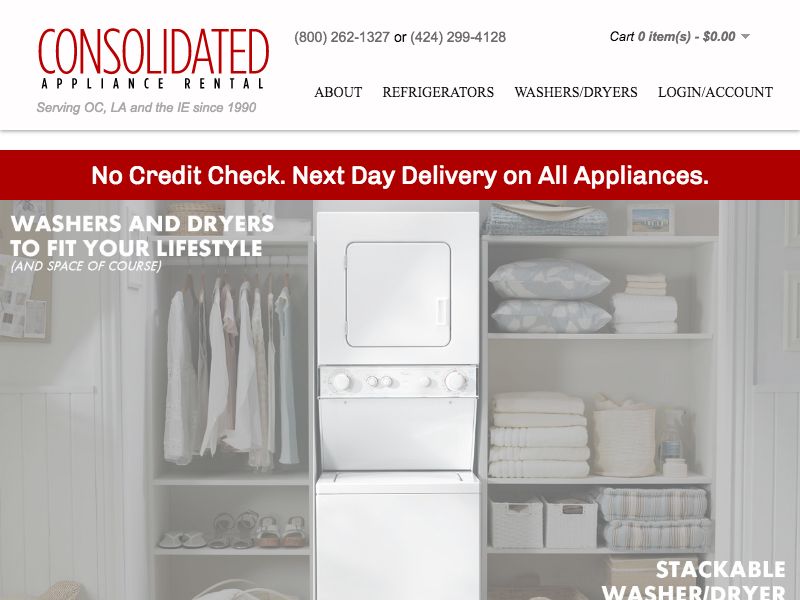 CONSOLIDATED
APPLIANCE RENTAL
Serving OC, LA and the IE since 1990
(800) 262-1327 or (424) 299-4128
Cart 0 item(s) - $0.00
ABOUT REFRIGERATORS WASHERS/DRYERS LOGIN/ACCOUNT
No Credit Check. Next Day Delivery on All Appliances.
WASHERS AND DRYERS
TO FIT YOUR LIFESTYLE
(AND SPACE OF COURSE)
STACKABLE
WASHER/DRYER